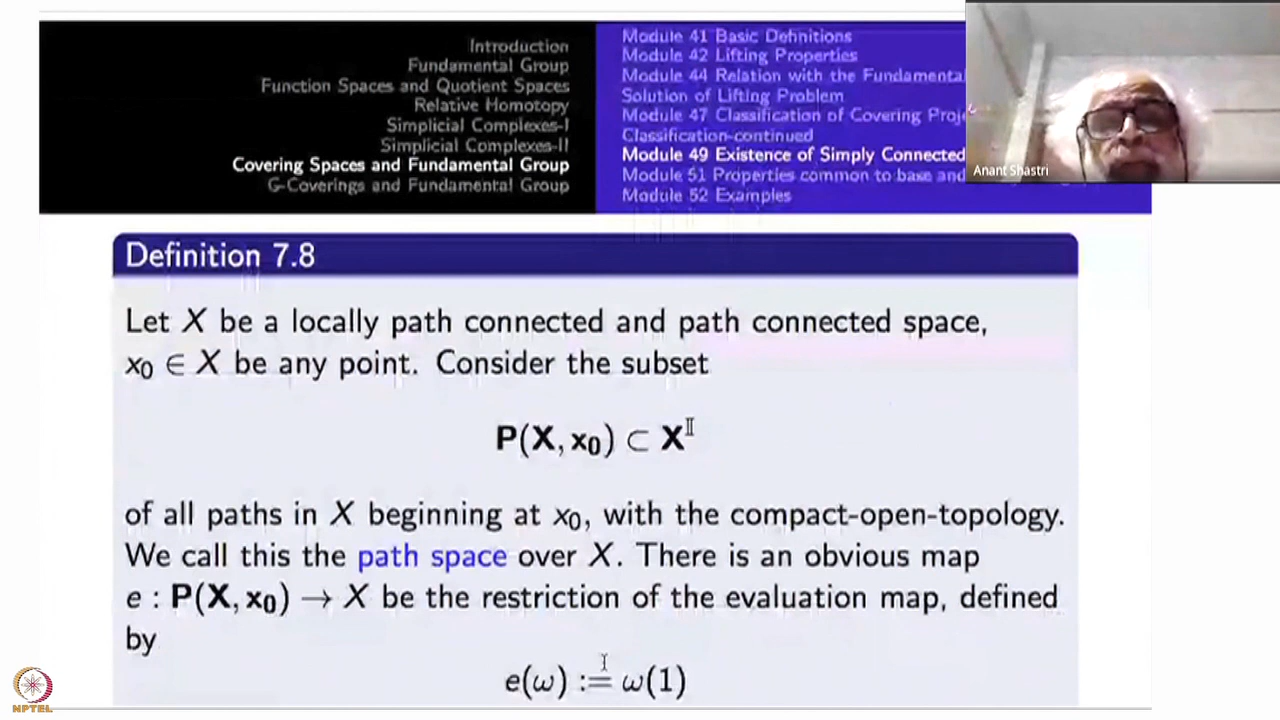 Introduction
Fundamental Group
Function Spaces and Quotient Spaces
Relative Homotopy
Simplicial Complexes-I
Simplicial Complexes-II
Covering Spaces and Fundamental Group
G-Coverings and Fundamental Group
Module 41 Basic Definitions
Module 42 Lifting Properties
Module 44 Relation with the Fundamenta
Solution of Lifting Problem
Module 47 Classification of Covering Proj
Classification-continued
Module 49 Existence of Simply Connected
Module 51 Properties common to base and
Module 52 Examples
Anant Shastri
Definition 7.8
Let X be a locally path connected and path connected space,
x₀ ∈ X be any point. Consider the subset
P(X, x₀) ⊂ X^𝕀
of all paths in X beginning at x₀, with the compact-open-topology.
We call this the path space over X. There is an obvious map
e : P(X, x₀) → X be the restriction of the evaluation map, defined
by
e(ω) := ω(1)
NPTEL